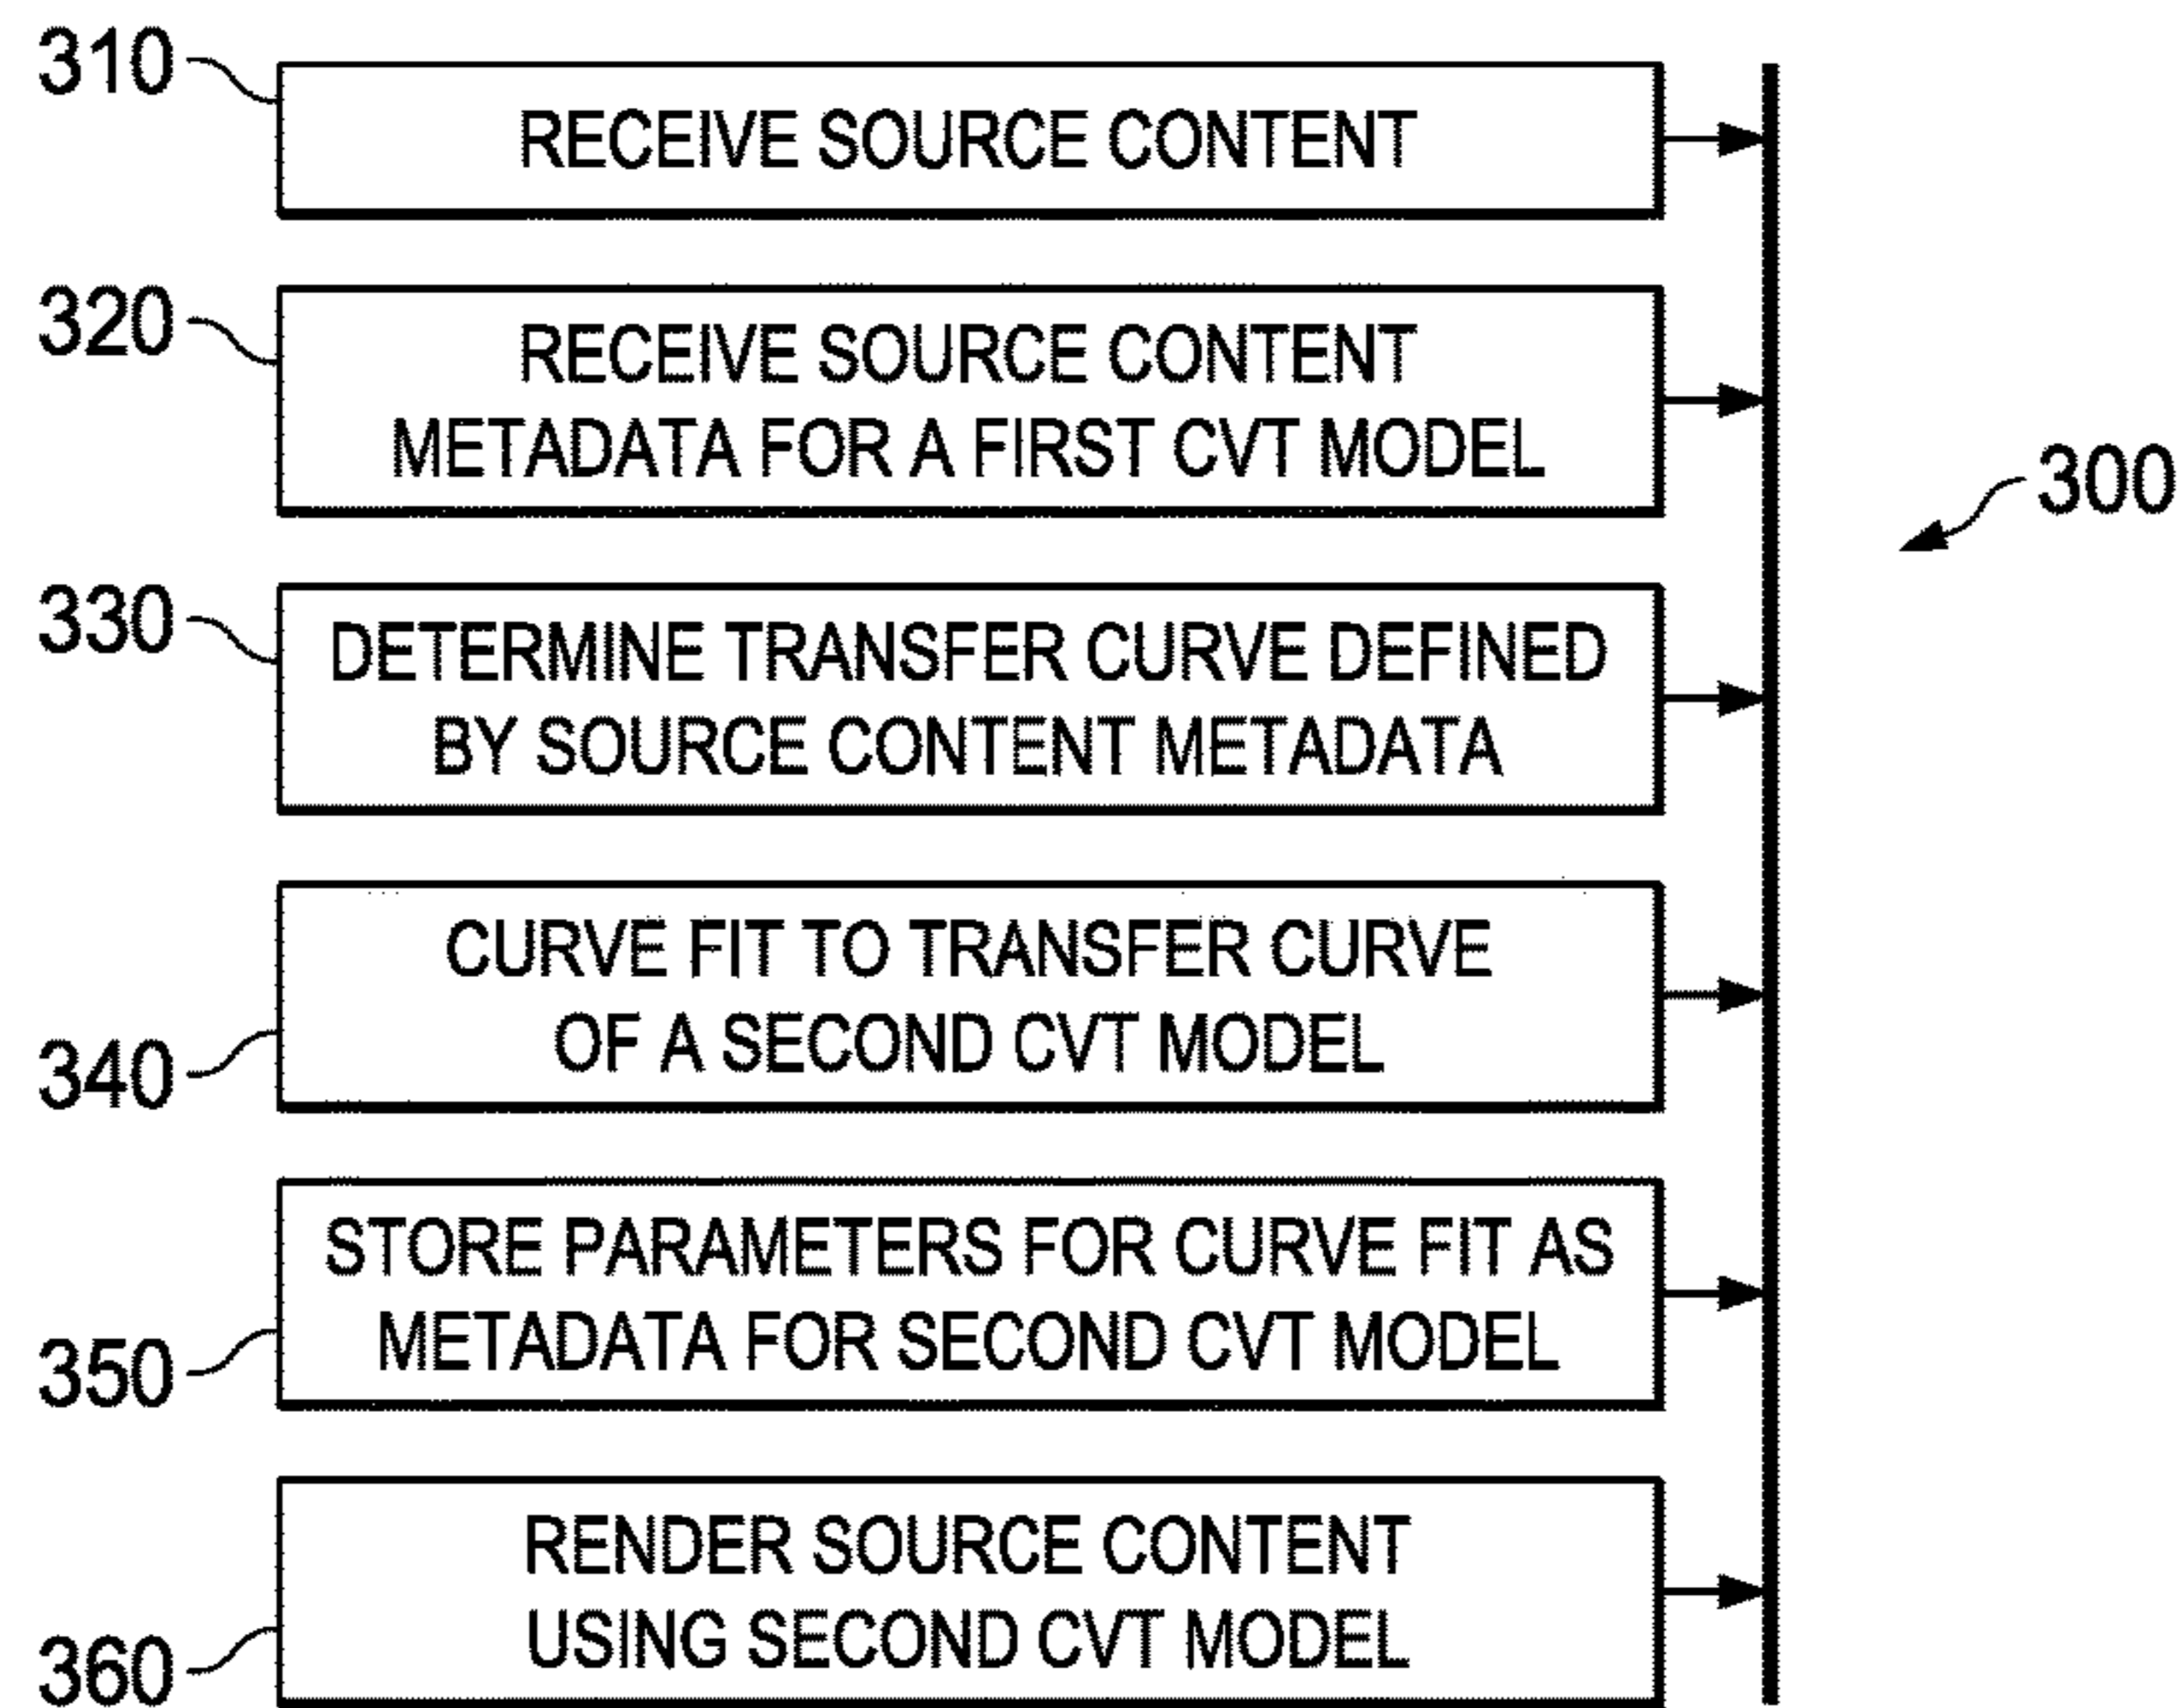 310
RECEIVE SOURCE CONTENT
320
RECEIVE SOURCE CONTENT
METADATA FOR A FIRST CVT MODEL
300
330
DETERMINE TRANSFER CURVE DEFINED
BY SOURCE CONTENT METADATA
340
CURVE FIT TO TRANSFER CURVE
OF A SECOND CVT MODEL
350
STORE PARAMETERS FOR CURVE FIT AS
METADATA FOR SECOND CVT MODEL
360
RENDER SOURCE CONTENT
USING SECOND CVT MODEL